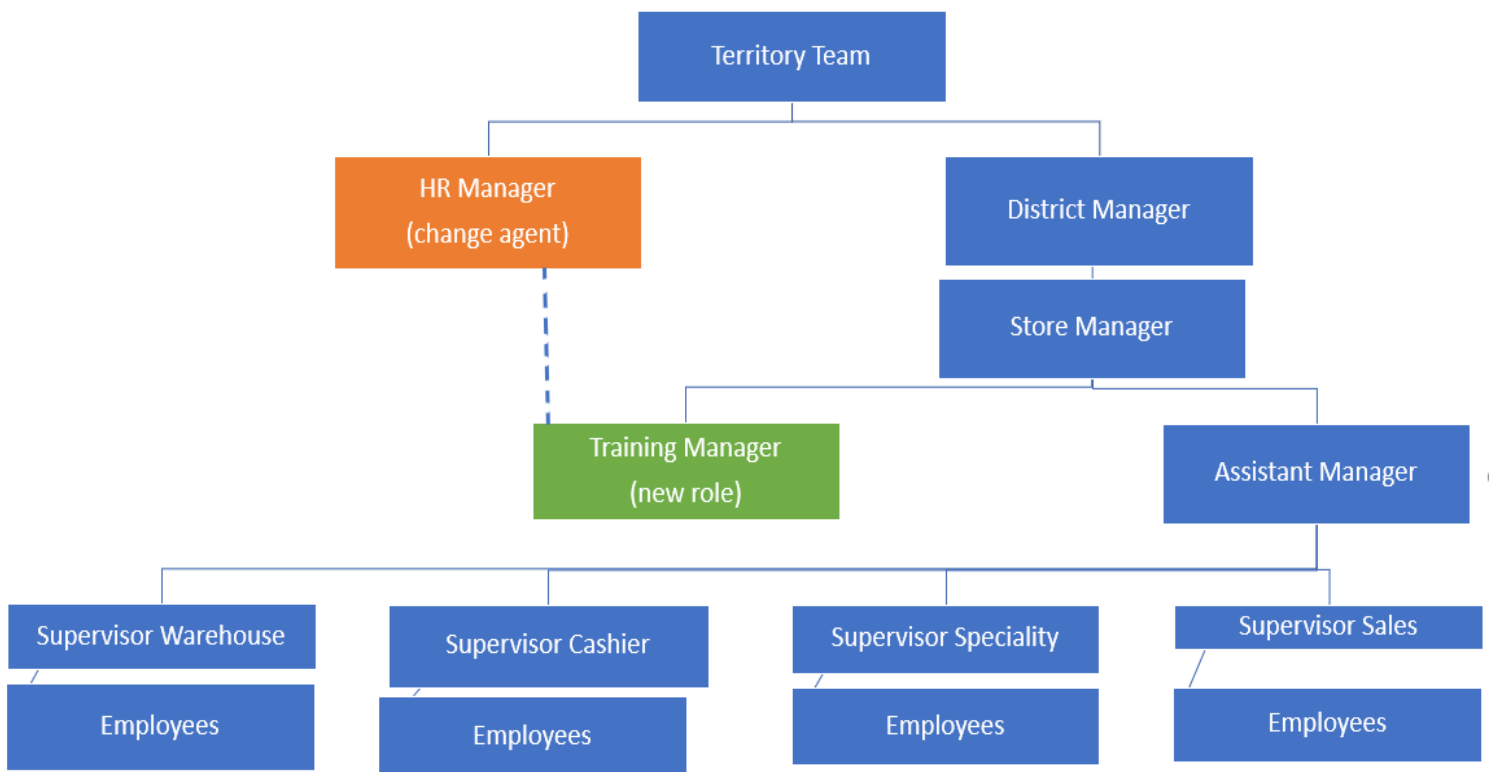 Territory Team
HR Manager
(change agent)
District Manager
Store Manager
Training Manager
(new role)
Assistant Manager
Supervisor Warehouse
Supervisor Cashier
Supervisor Speciality
Supervisor Sales
Employees
Employees
Employees
Employees